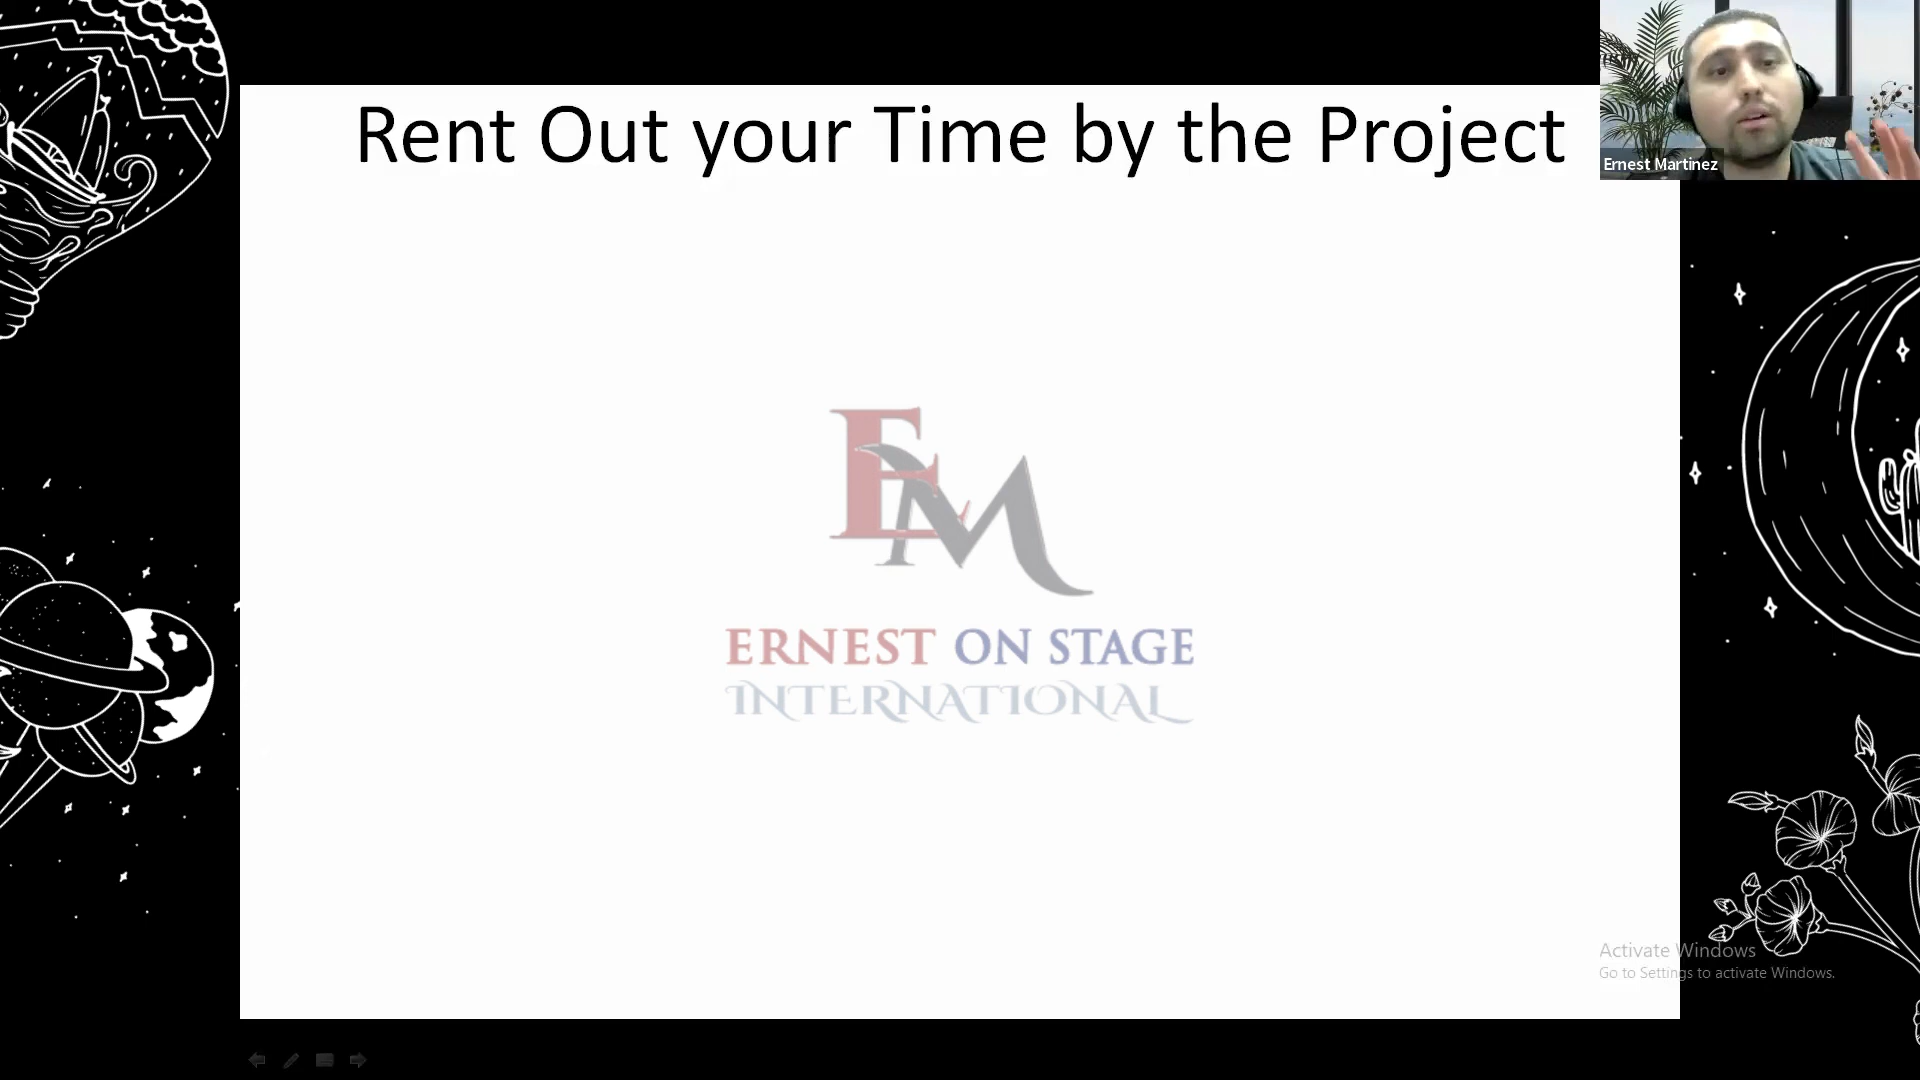 Rent Out your Time by the Project
Ernest Martinez
EM
ERNEST ON STAGE
INTERNATIONAL
Activate Windows
Go to Settings to activate Windows.